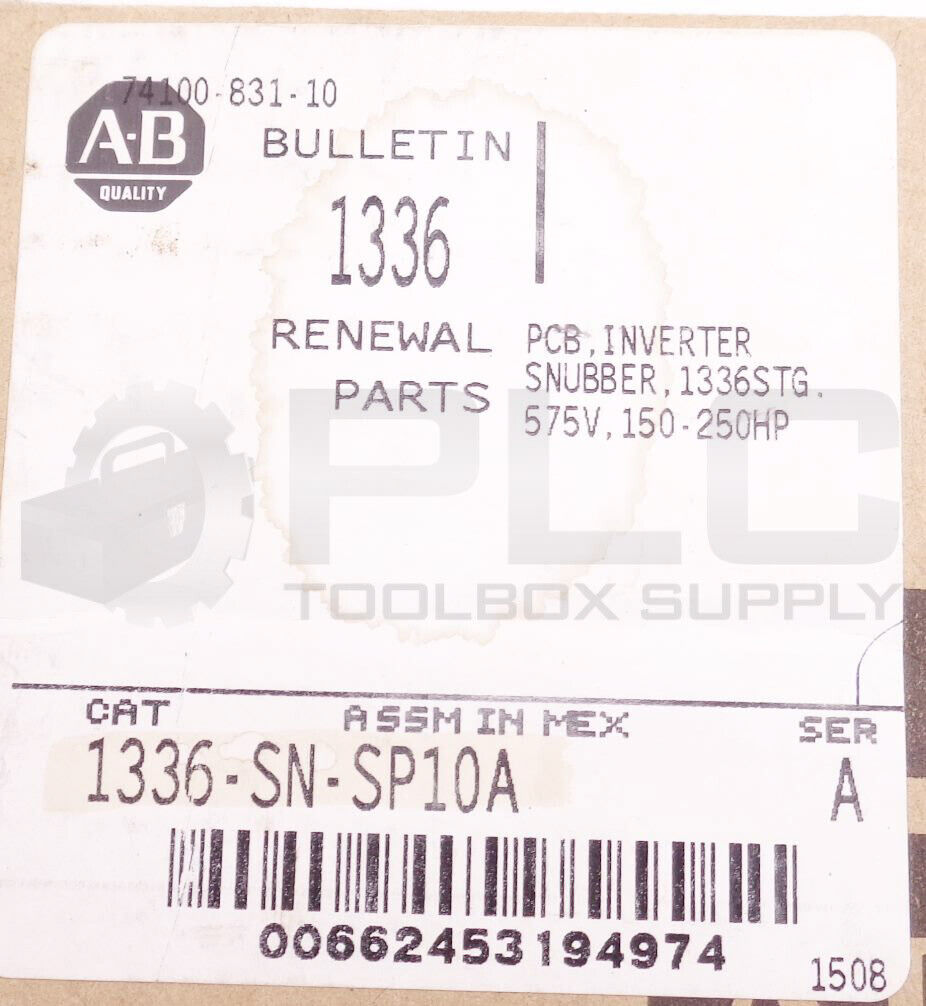 74100-831-10
A-B
QUALITY
BULLETIN
1336
RENEWAL
PARTS
PCB,INVERTER
SNUBBER,1336STG.
575V,150-250HP
PLC
TOOLBOX SUPPLY
CAT
ASSM IN MEX
SER
1336-SN-SP10A
A
00662453194974
1508